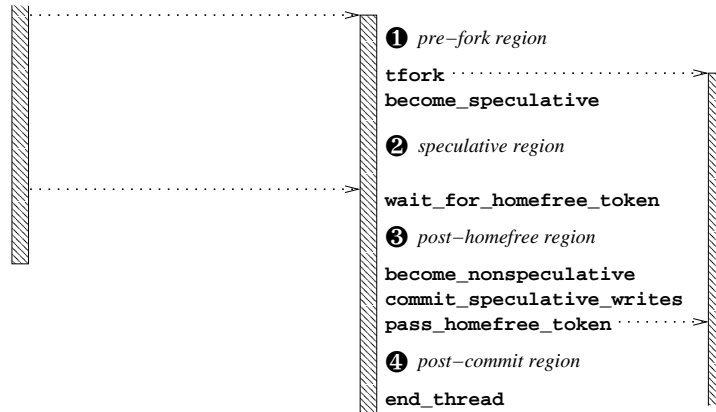 ❶ pre−fork region
tfork
become_speculative
❷ speculative region
wait_for_homefree_token
❸ post−homefree region
become_nonspeculative
commit_speculative_writes
pass_homefree_token
❹ post−commit region
end_thread